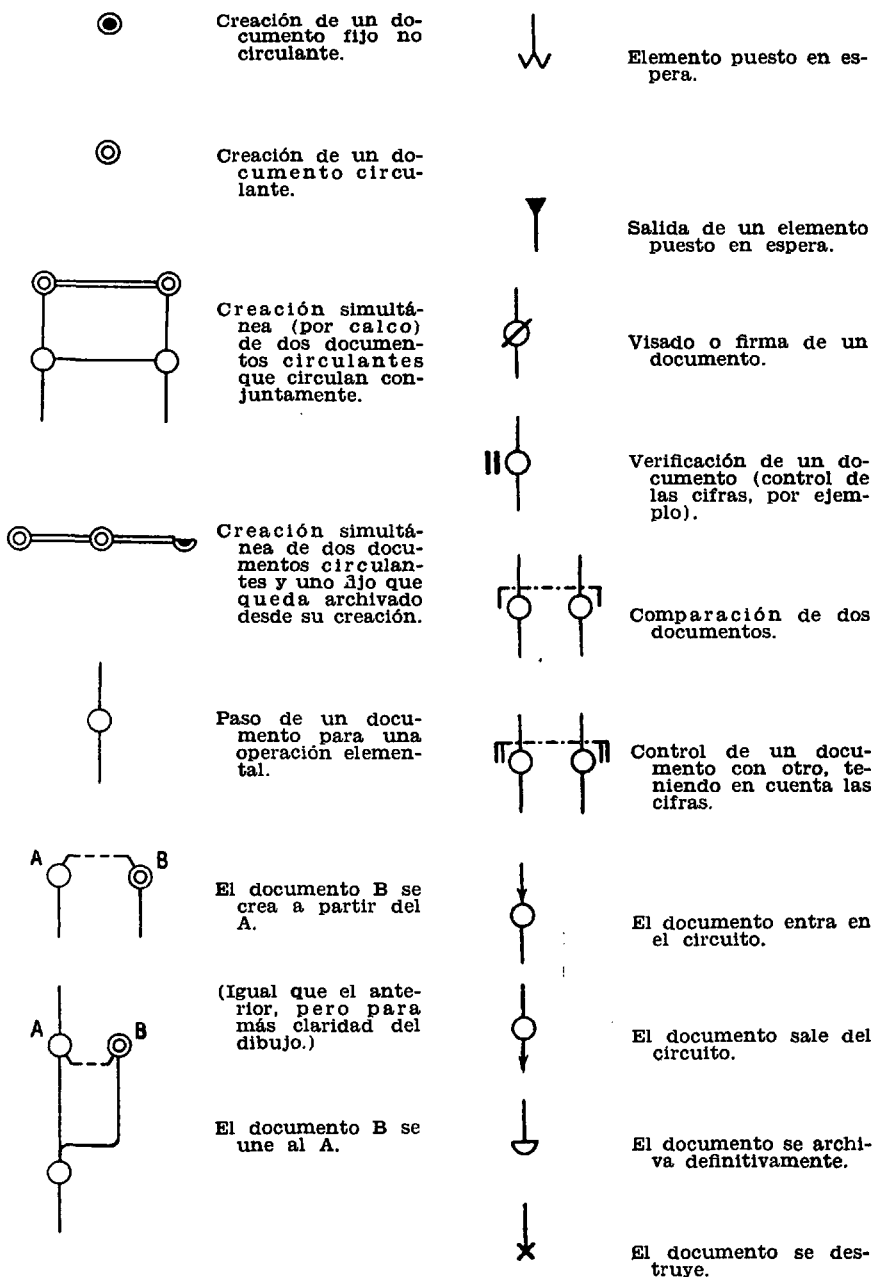 Creación de un do-
cumento fijo no
circulante.
Creación de un do-
cumento circu-
lante.
Creación simultá-
nea (por calco)
de dos documen-
tos circulantes
que circulan con-
juntamente.
Creación simultá-
nea de dos docu-
mentos circulan-
tes y uno fijo que
queda archivado
desde su creación.
Paso de un docu-
mento para una
operación elemen-
tal.
A
B
El documento B se
crea a partir del
A.
A
B
(Igual que el ante-
rior, pero para
más claridad del
dibujo.)
El documento B se
une al A.
Elemento puesto en es-
pera.
Salida de un elemento
puesto en espera.
Visado o firma de un
documento.
Verificación de un do-
cumento (control de
las cifras, por ejem-
plo).
Comparación de dos
documentos.
Control de un docu-
mento con otro, te-
niendo en cuenta las
cifras.
El documento entra en
el circuito.
El documento sale del
circuito.
El documento se archi-
va definitivamente.
El documento se des-
truye.